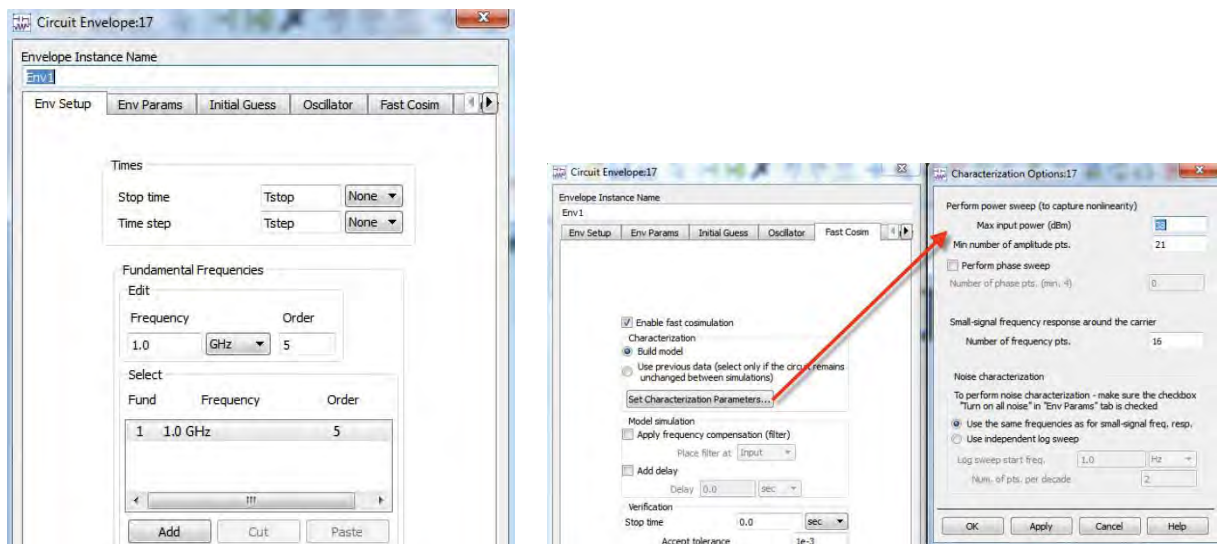 Circuit Envelope:17
Envelope Instance Name
Env1
Env Setup Env Params Initial Guess Oscillator Fast Cosim
Times
Stop time Tstop None
Time step Tstep None
Fundamental Frequencies
Edit
Frequency Order
1.0 GHz 5
Select
Fund Frequency Order
1 1.0 GHz 5
Add Cut Paste
Circuit Envelope:17
Envelope Instance Name
Env1
Env Setup Env Params Initial Guess Oscillator Fast Cosim
Enable fast cosimulation
Characterization
Build model
Use previous data (select only if the circuit remains
unchanged between simulations)
Set Characterization Parameters...
Model simulation
Apply frequency compensation (filter)
Place filter at Input
Add delay
Delay 0.0 sec
Verification
Stop time 0.0 sec
Accept tolerance 1e-3
Characterization Options:17
Perform power sweep (to capture nonlinearity)
Max input power (dBm)
Min number of amplitude pts. 21
Perform phase sweep
Number of phase pts. (min. 4) 0
Small-signal frequency response around the carrier
Number of frequency pts. 16
Noise characterization
To perform noise characterization - make sure the checkbox
"Turn on all noise" in "Env Params" tab is checked
Use the same frequencies as for small-signal freq. resp.
Use independent log sweep
Log sweep start freq. 1.0 Hz
Num. of pts. per decade 2
OK Apply Cancel Help